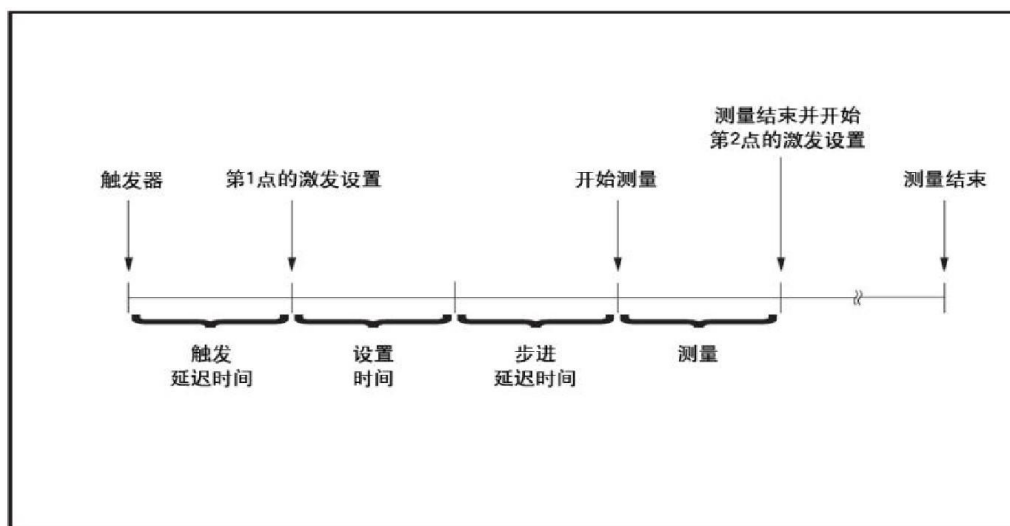 测量结束并开始
第2点的激发设置
触发器
第1点的激发设置
开始测量
测量结束
触发
延迟时间
设置
时间
步进
延迟时间
测量